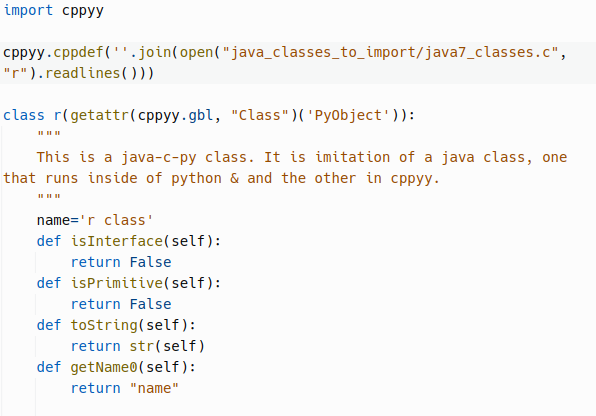 import cppyy

cppyy.cppdef(''.join(open("java_classes_to_import/java7_classes.c",
"r").readlines()))

class r(getattr(cppyy.gbl, "Class")('PyObject')):
    """
    This is a java-c-py class. It is imitation of a java class, one
that runs inside of python & and the other in cppyy.
    """
    name='r class'
    def isInterface(self):
        return False
    def isPrimitive(self):
        return False
    def toString(self):
        return str(self)
    def getName0(self):
        return "name"